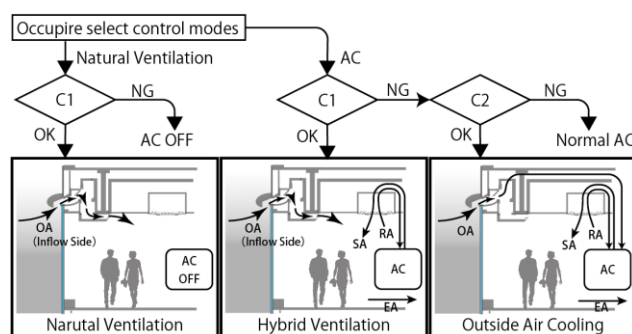 Occupire select control modes
Natural Ventilation
AC
C1
NG
C1
NG
C2
NG
OK
AC OFF
OK
OK
Normal AC
OA
(Inflow Side)
AC
OFF
OA
(Inflow Side)
SA
RA
AC
EA
OA
SA
RA
AC
Narutal Ventilation
Hybrid Ventilation
Outside Air Cooling